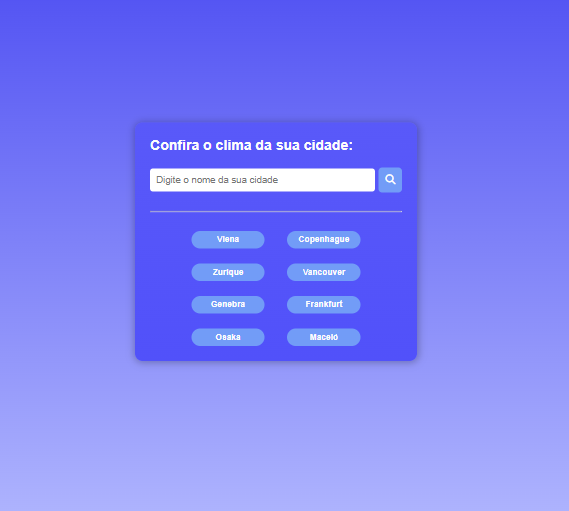 Confira o clima da sua cidade:
Digite o nome da sua cidade
Viena Copenhague
Zurique Vancouver
Genebra Frankfurt
Osaka Maceió